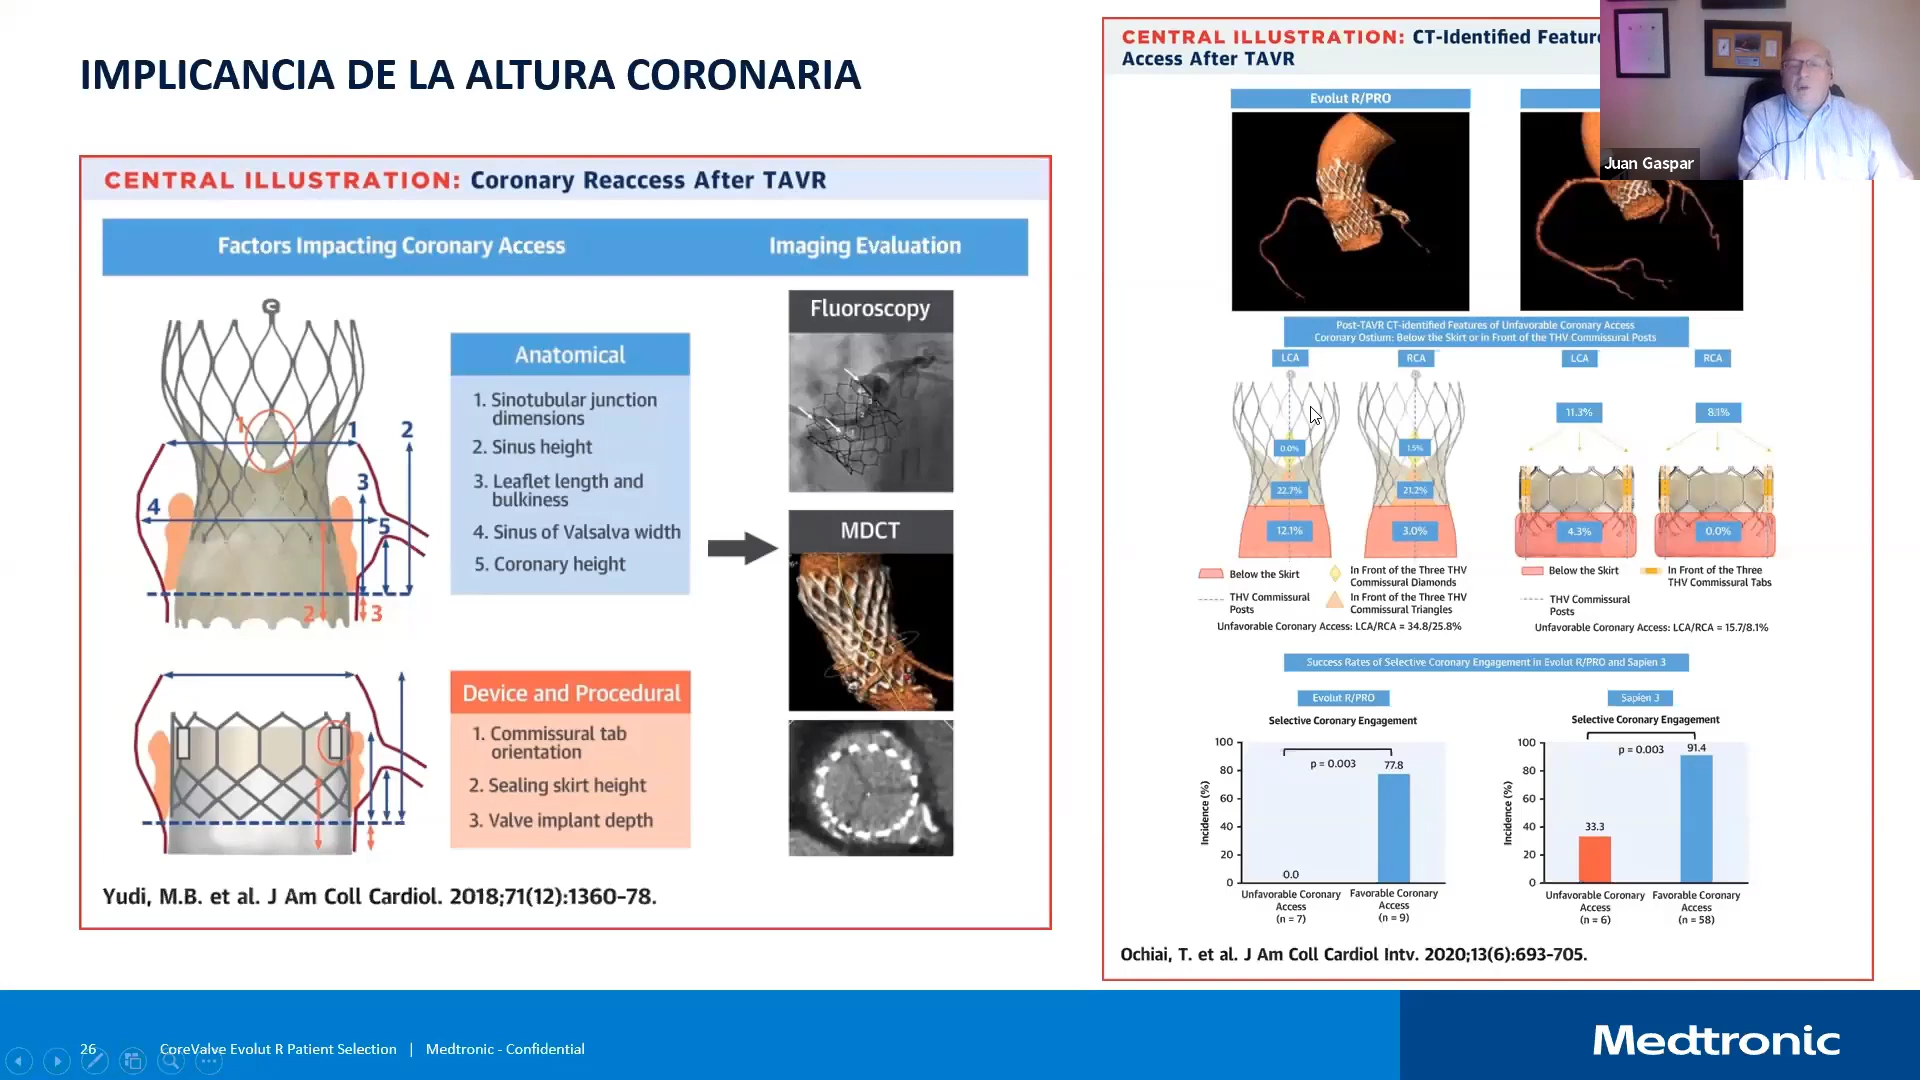 IMPLICANCIA DE LA ALTURA CORONARIA
CENTRAL ILLUSTRATION: Coronary Reaccess After TAVR
Factors Impacting Coronary Access
Imaging Evaluation
1
1
2
3
4
5
2
3
Anatomical
1. Sinotubular junction
dimensions
2. Sinus height
3. Leaflet length and
bulkiness
4. Sinus of Valsalva width
5. Coronary height
Device and Procedural
1. Commissural tab
orientation
2. Sealing skirt height
3. Valve implant depth
Fluoroscopy
MDCT
Yudi, M.B. et al. J Am Coll Cardiol. 2018;71(12):1360-78.
CENTRAL ILLUSTRATION: CT-Identified Feature
Access After TAVR
Juan Gaspar
Evolut R/PRO
Post-TAVR CT-identified Features of Unfavorable Coronary Access
Coronary Ostium: Below the Skirt or in Front of the THV Commissural Posts
LCA
RCA
LCA
RCA
0.0%
22.7%
12.1%
1.5%
21.2%
3.0%
11.3%
8.1%
4.3%
0.0%
Below the Skirt
In Front of the Three THV
Commissural Diamonds
THV Commissural
Posts
In Front of the Three THV
Commissural Triangles
Unfavorable Coronary Access: LCA/RCA = 34.8/25.8%
Below the Skirt
In Front of the Three
THV Commissural Tabs
THV Commissural
Posts
Unfavorable Coronary Access: LCA/RCA = 15.7/8.1%
Success Rates of Selective Coronary Engagement in Evolut R/PRO and Sapien 3
Evolut R/PRO
Selective Coronary Engagement
Incidence (%)
100
80
60
40
20
0
p = 0.003
0.0
77.8
Unfavorable Coronary
Access
(n = 7)
Favorable Coronary
Access
(n = 9)
Sapien 3
Selective Coronary Engagement
Incidence (%)
100
80
60
40
20
0
p = 0.003
33.3
91.4
Unfavorable Coronary
Access
(n = 6)
Favorable Coronary
Access
(n = 58)
Ochiai, T. et al. J Am Coll Cardiol Intv. 2020;13(6):693-705.
26
CoreValve Evolut R Patient Selection | Medtronic - Confidential
Medtronic